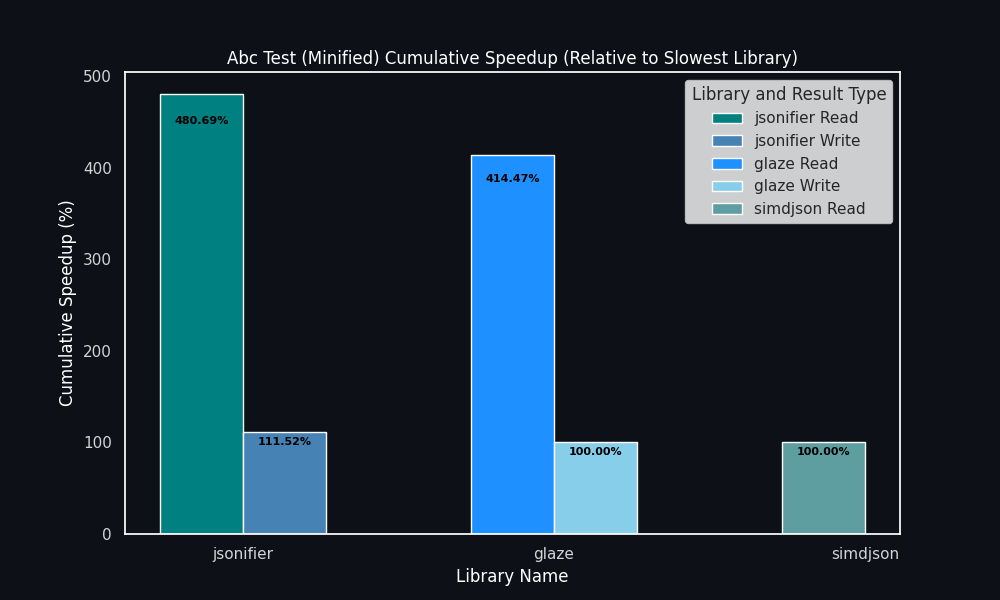 Abc Test (Minified) Cumulative Speedup (Relative to Slowest Library)
Cumulative Speedup (%)
500
400
300
200
100
0
480.69%
111.52%
414.47%
100.00%
100.00%
Library and Result Type
jsonifier Read
jsonifier Write
glaze Read
glaze Write
simdjson Read
jsonifier
glaze
simdjson
Library Name